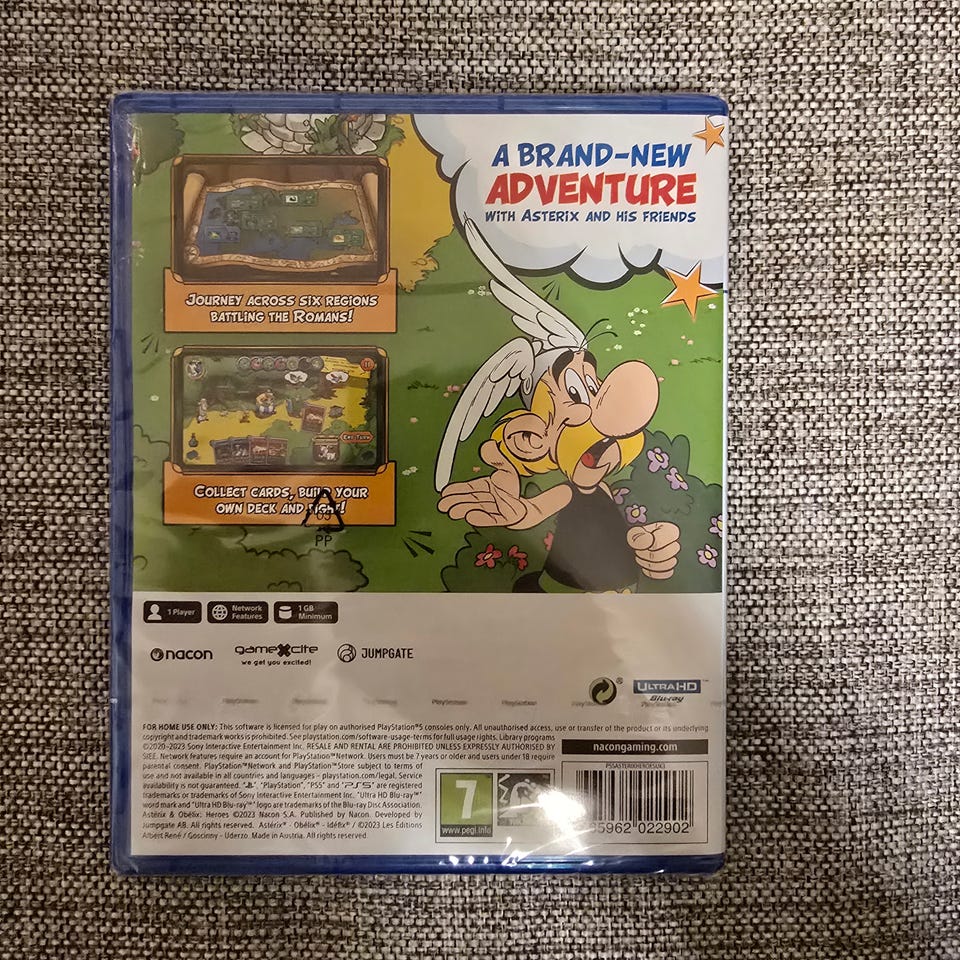 A BRAND-NEW
ADVENTURE
WITH ASTERIX AND HIS FRIENDS
JOURNEY ACROSS SIX REGIONS
BATTLING THE ROMANS!
END TURN
COLLECT CARDS, BUILD YOUR
OWN DECK AND FIGHT!
PP
1 Player
Network
Features
1 GB
Minimum
nacon
gameXcite
we get you excited!
JUMPGATE
ULTRA HD
Blu-ray™
FOR HOME USE ONLY: This software is licensed for play on authorised PlayStation®5 consoles only. All unauthorised access, use or transfer of the product or its underlying
copyright and trademark works is prohibited. See playstation.com/software-usage-terms for full usage rights. Library programs
©2020-2023 Sony Interactive Entertainment Inc. RESALE AND RENTAL ARE PROHIBITED UNLESS EXPRESSLY AUTHORISED BY
SIEE. Network features require an account for PlayStation™Network. Users must be 7 years or older and users under 18 require
parental consent. PlayStation™Network and PlayStation™Store subject to terms of
use and not available in all countries and languages – playstation.com/legal. Service
availability is not guaranteed. "PlayStation", "PS5" and "PS5" are registered
trademarks or trademarks of Sony Interactive Entertainment Inc. "Ultra HD Blu-ray™"
word mark and "Ultra HD Blu-ray™" logo are trademarks of the Blu-ray Disc Association.
Asterix & Obelix: Heroes ©2023 Nacon S.A. Published by Nacon. Developed by
Jumpgate AB. All rights reserved. Astérix® - Obélix® - Idéfix® / ©2023 Les Éditions
Albert René / Goscinny - Uderzo. Made in Austria. All rights reserved.
nacongaming.com
7
www.pegi.info
PS5ASTERIXHEROESUK1
5962 022902